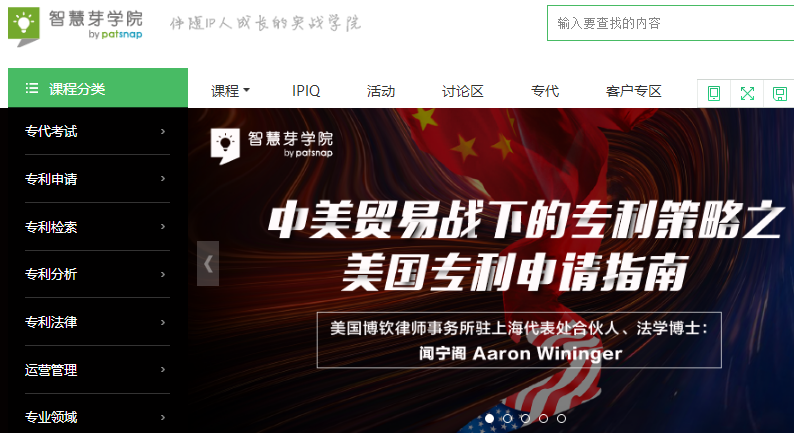 智慧芽学院
by patsnap
伴随IP人成长的实战学院
输入要查找的内容
课程分类
课程
IPIQ
活动
讨论区
专代
客户专区
专代考试
专利申请
专利检索
专利分析
专利法律
运营管理
专业领域
智慧芽学院
by patsnap
中美贸易战下的专利策略之
美国专利申请指南
美国博钦律师事务所驻上海代表处合伙人、法学博士：
闻宁阁 Aaron Wininger